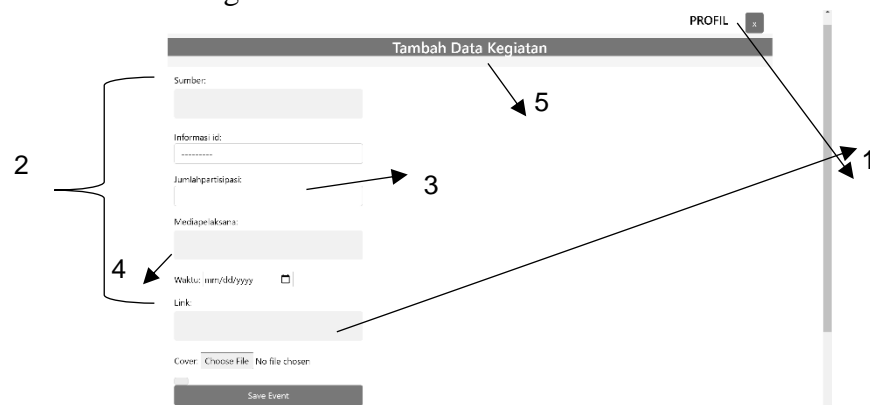 PROFIL x
Tambah Data Kegiatan
Sumber:
5
Informasi id:
---------
2
1
Jumlahpartisipasi:
3
Mediapelaksana:
4
Waktu: mm/dd/yyyy
Link:
Cover: Choose File No file chosen
Save Event